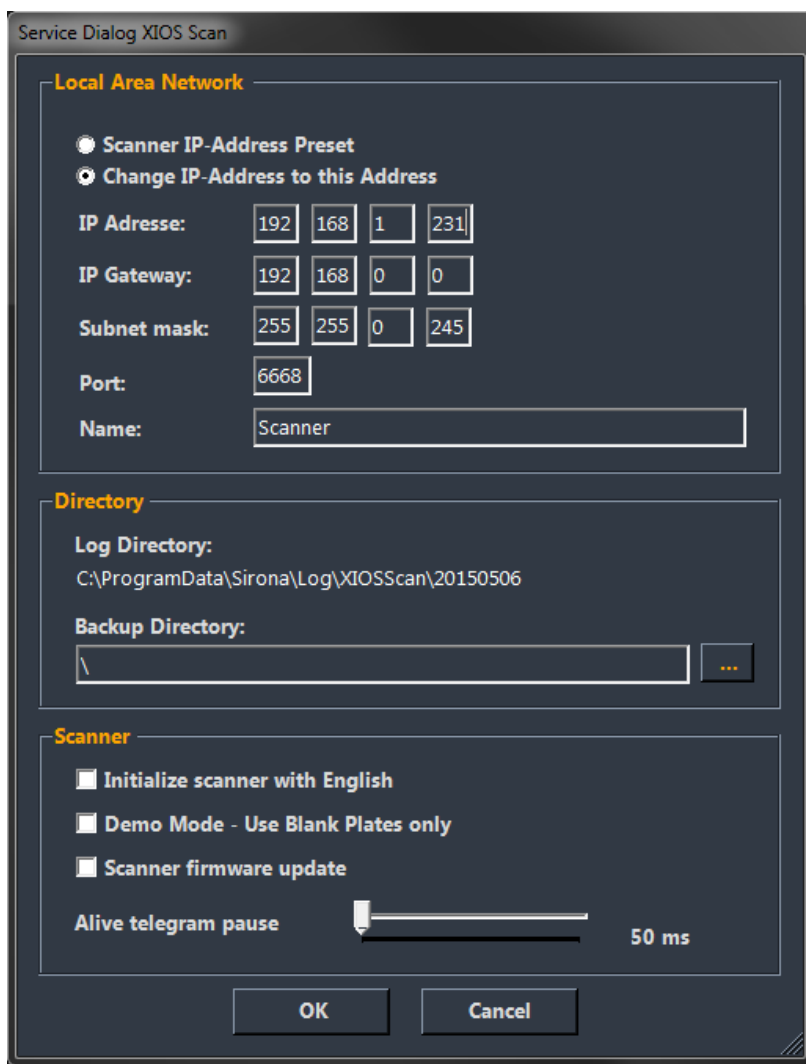 Service Dialog XIOS Scan
Local Area Network
Scanner IP-Address Preset
Change IP-Address to this Address
IP Adresse: 192 168 1 231
IP Gateway: 192 168 0 0
Subnet mask: 255 255 0 245
Port: 6668
Name: Scanner
Directory
Log Directory:
C:\ProgramData\Sirona\Log\XIOSScan\20150506
Backup Directory:
\ ...
Scanner
Initialize scanner with English
Demo Mode - Use Blank Plates only
Scanner firmware update
Alive telegram pause 50 ms
OK Cancel